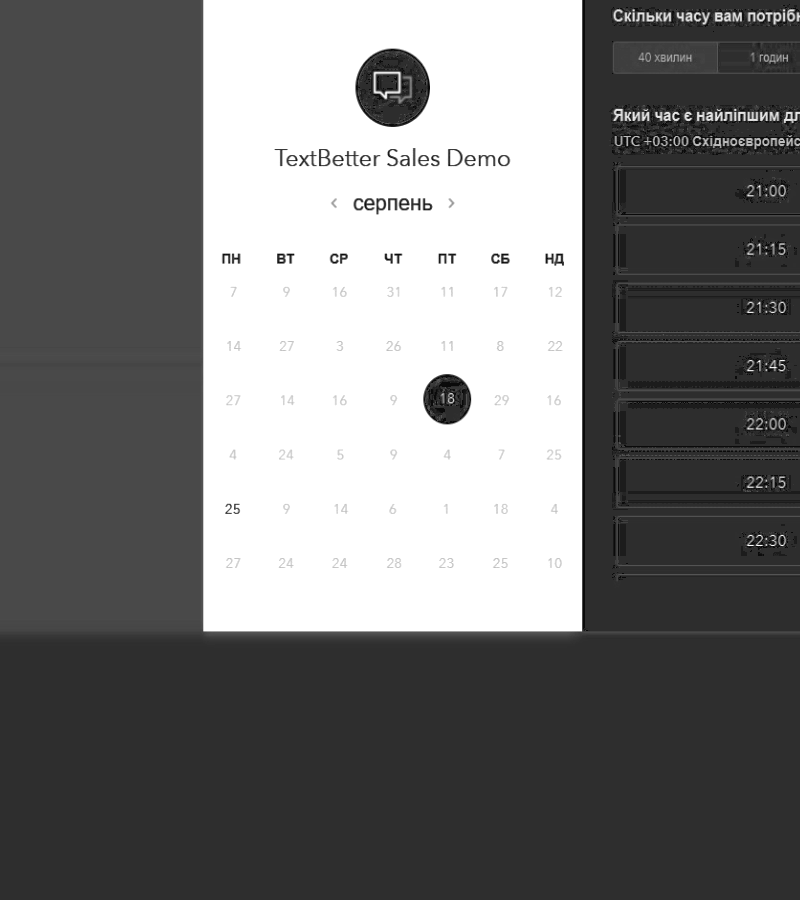 TextBetter Sales Demo
‹ серпень ›
ПН ВТ СР ЧТ ПТ СБ НД
7 9 16 31 11 17 12
14 27 3 26 11 8 22
27 14 16 9 18 29 16
4 24 5 9 4 7 25
25 9 14 6 1 18 4
27 24 24 28 23 25 10
Скільки часу вам потрібн
40 хвилин 1 годин
Який час є найліпшим дл
UTC +03:00 Східноєвропейс
21:00
21:15
21:30
21:45
22:00
22:15
22:30